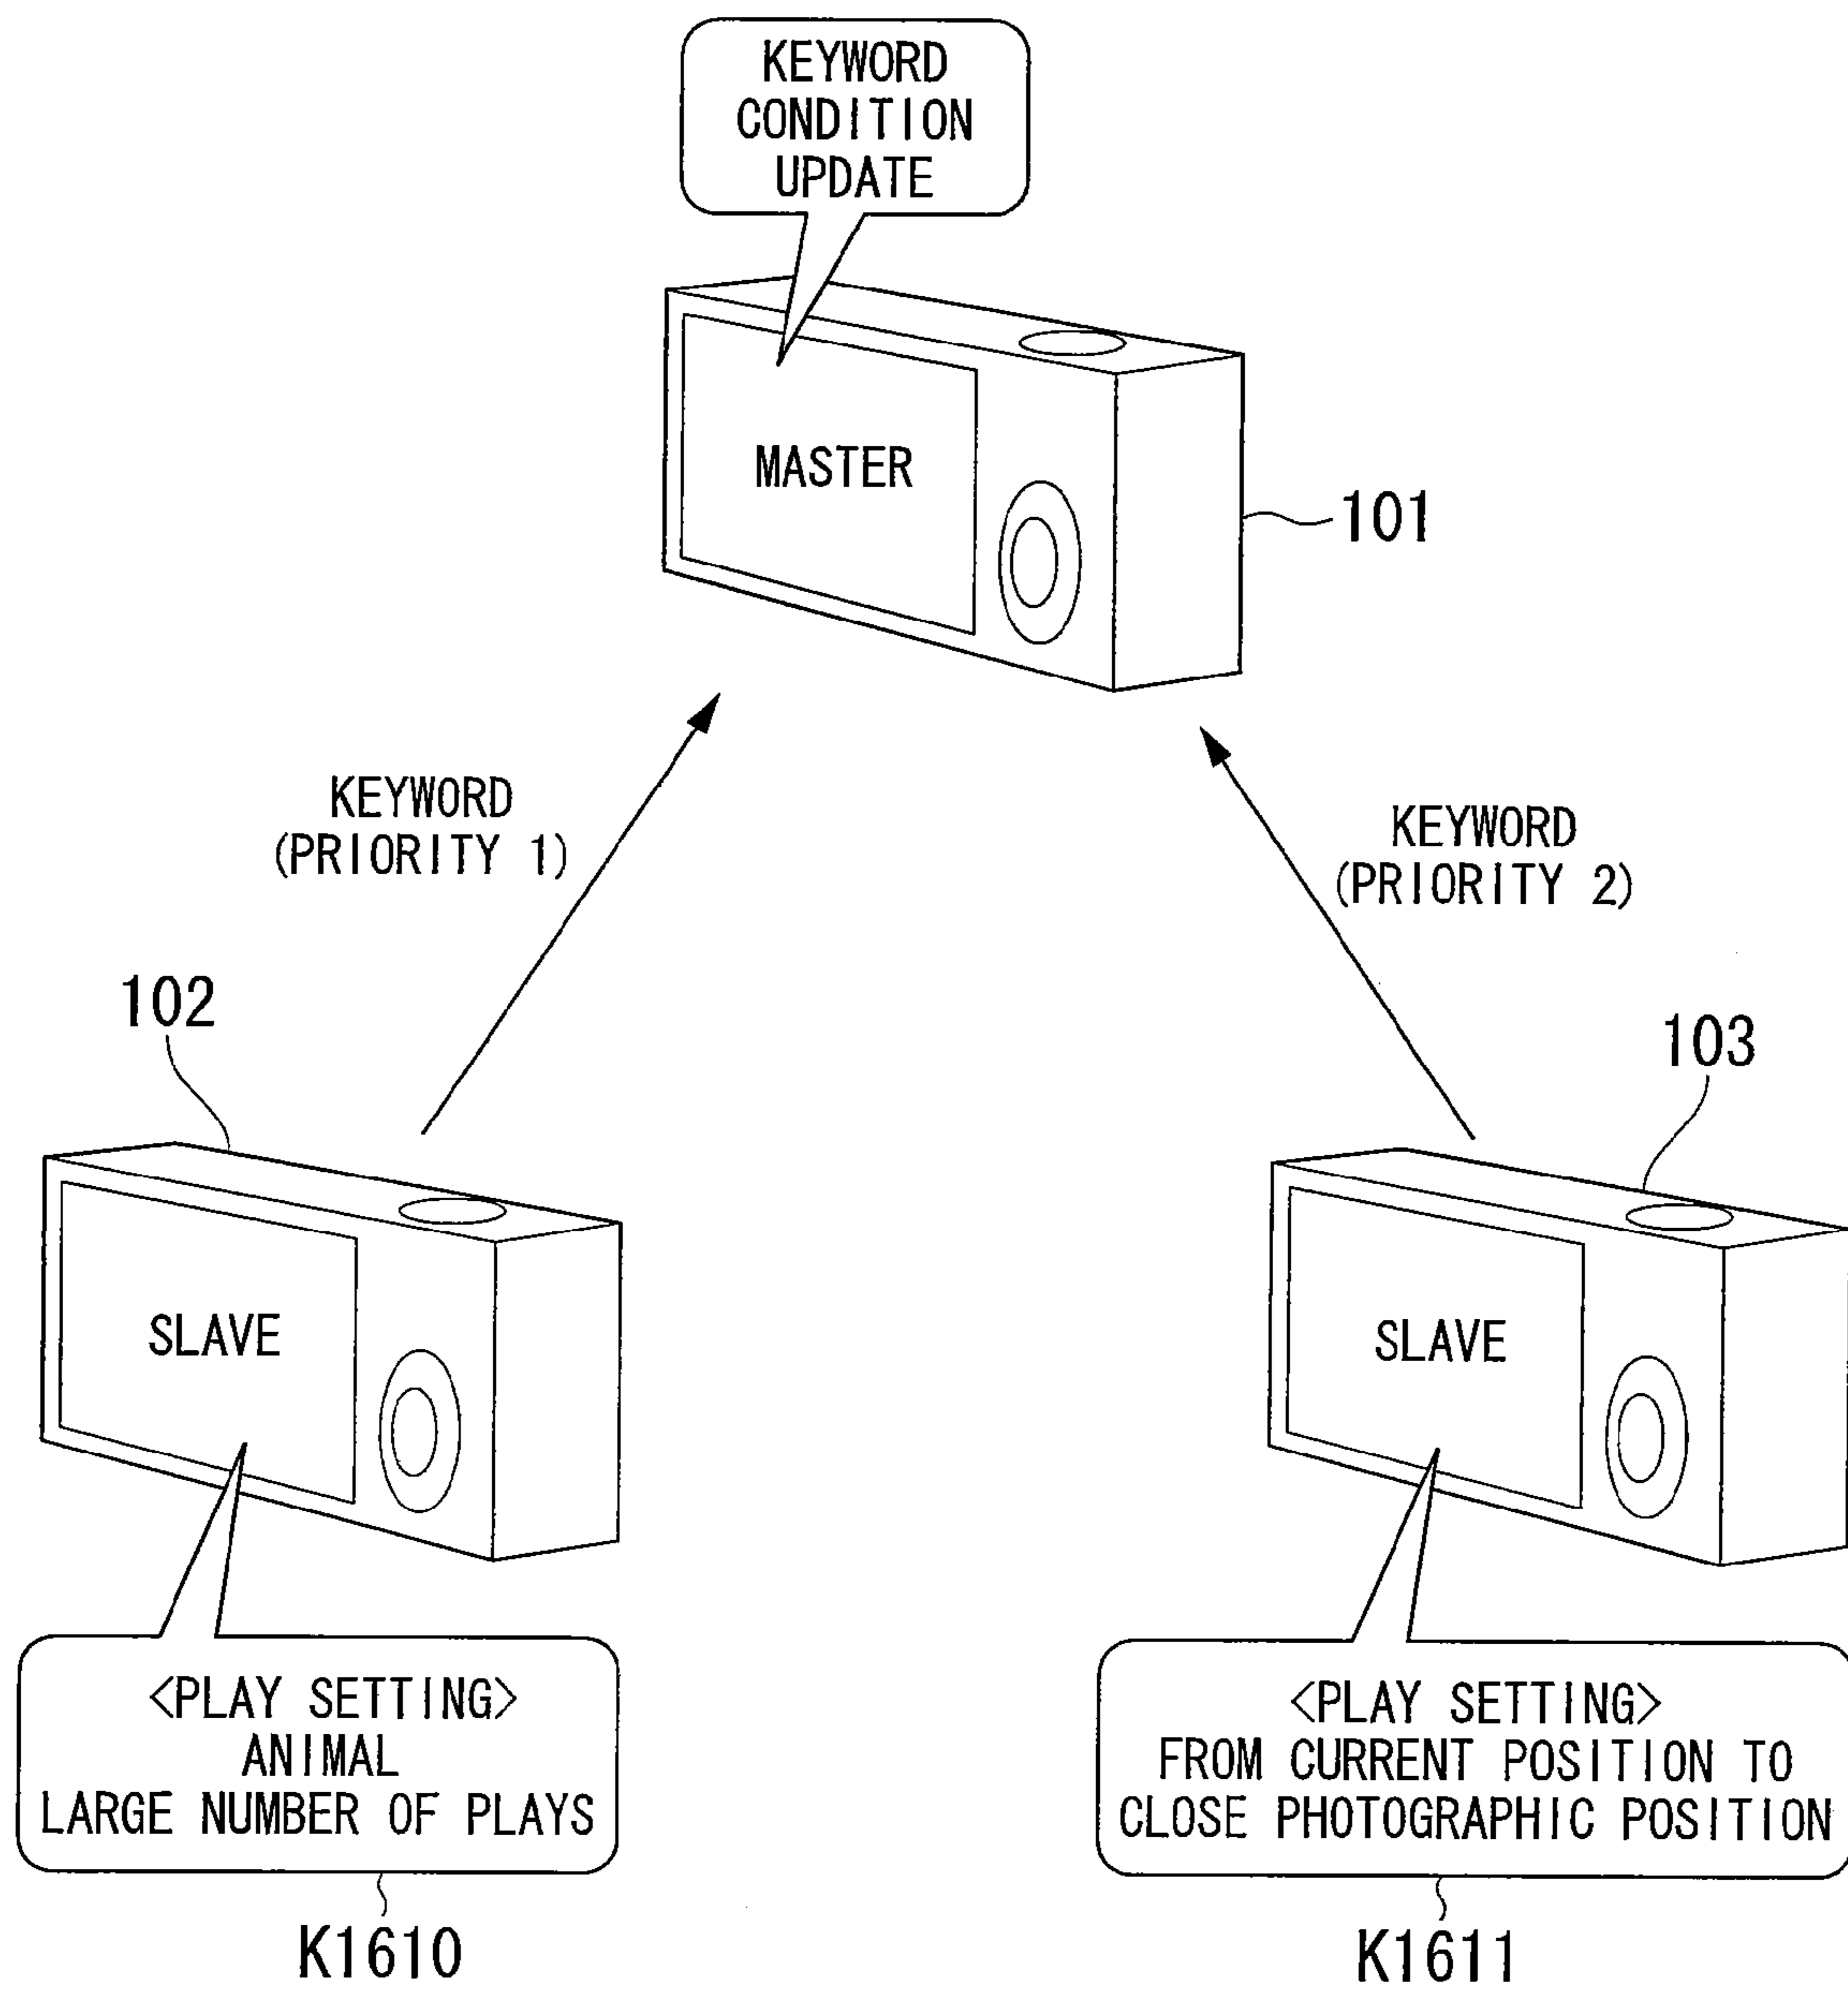 KEYWORD
CONDITION
UPDATE
MASTER
101
KEYWORD
(PRIORITY 1)
KEYWORD
(PRIORITY 2)
102
103
SLAVE
SLAVE
<PLAY SETTING>
ANIMAL
LARGE NUMBER OF PLAYS
<PLAY SETTING>
FROM CURRENT POSITION TO
CLOSE PHOTOGRAPHIC POSITION
K1610
K1611